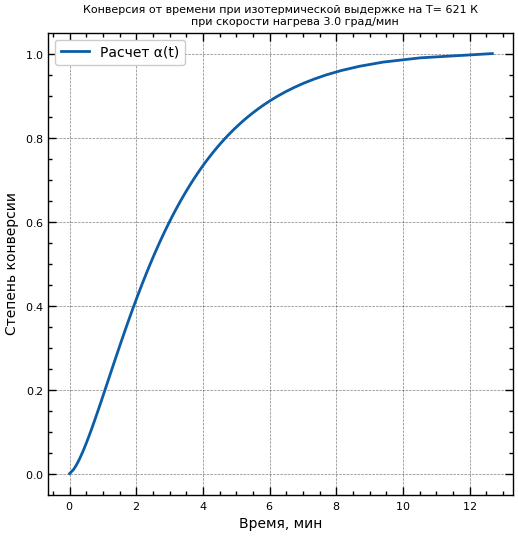 Конверсия от времени при изотермической выдержке на T= 621 К
при скорости нагрева 3.0 град/мин
Расчет α(t)
1.0
0.8
0.6
0.4
0.2
0.0
Степень конверсии
0 2 4 6 8 10 12
Время, мин